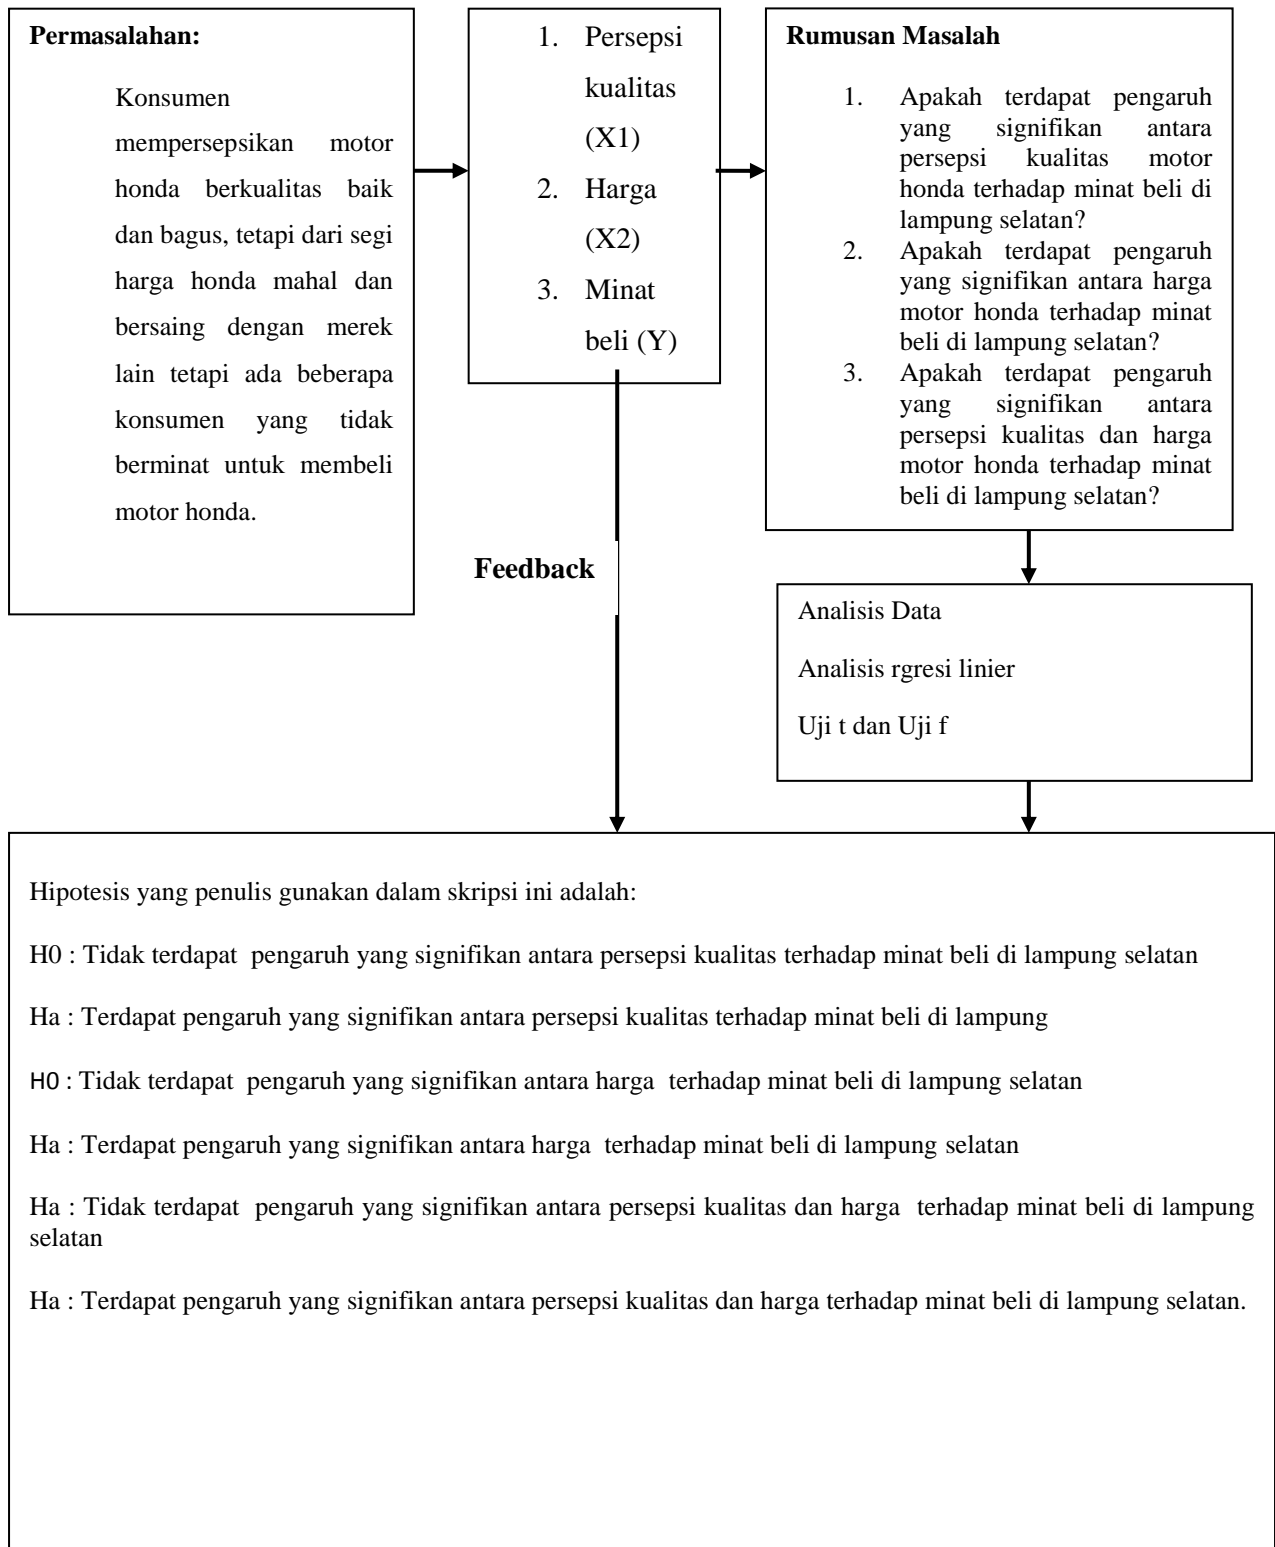 Permasalahan:
Konsumen
mempersepsikan motor
honda berkualitas baik
dan bagus, tetapi dari segi
harga honda mahal dan
bersaing dengan merek
lain tetapi ada beberapa
konsumen yang tidak
berminat untuk membeli
motor honda.
1. Persepsi
kualitas
(X1)
2. Harga
(X2)
3. Minat
beli (Y)
Rumusan Masalah
1. Apakah terdapat pengaruh
yang signifikan antara
persepsi kualitas motor
honda terhadap minat beli di
lampung selatan?
2. Apakah terdapat pengaruh
yang signifikan antara harga
motor honda terhadap minat
beli di lampung selatan?
3. Apakah terdapat pengaruh
yang signifikan antara
persepsi kualitas dan harga
motor honda terhadap minat
beli di lampung selatan?
Feedback
Analisis Data
Analisis rgresi linier
Uji t dan Uji f
Hipotesis yang penulis gunakan dalam skripsi ini adalah:
H0 : Tidak terdapat pengaruh yang signifikan antara persepsi kualitas terhadap minat beli di lampung selatan
Ha : Terdapat pengaruh yang signifikan antara persepsi kualitas terhadap minat beli di lampung
H0 : Tidak terdapat pengaruh yang signifikan antara harga terhadap minat beli di lampung selatan
Ha : Terdapat pengaruh yang signifikan antara harga terhadap minat beli di lampung selatan
Ha : Tidak terdapat pengaruh yang signifikan antara persepsi kualitas dan harga terhadap minat beli di lampung
selatan
Ha : Terdapat pengaruh yang signifikan antara persepsi kualitas dan harga terhadap minat beli di lampung selatan.